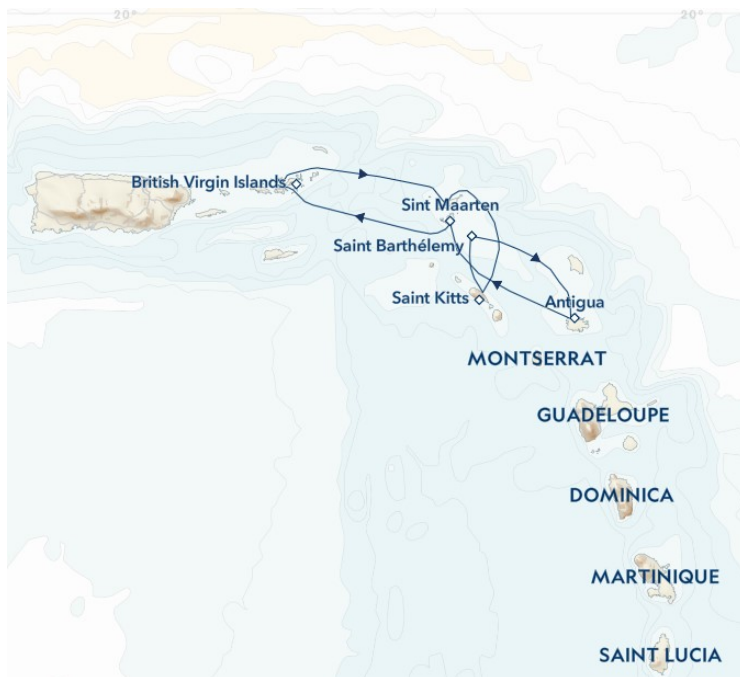 20°
20°
British Virgin Islands
Sint Maarten
Saint Barthélemy
Saint Kitts
Antigua
MONTSERRAT
GUADELOUPE
DOMINICA
MARTINIQUE
SAINT LUCIA